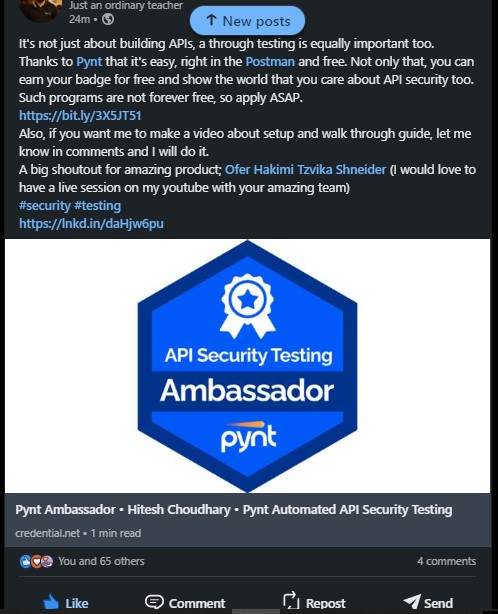 Just an ordinary teacher
24m •
↑ New posts
It's not just about building APIs, a through testing is equally important too.
Thanks to Pynt that it's easy, right in the Postman and free. Not only that, you can
earn your badge for free and show the world that you care about API security too.
Such programs are not forever free, so apply ASAP.
https://bit.ly/3X5JT51
Also, if you want me to make a video about setup and walk through guide, let me
know in comments and I will do it.
A big shoutout for amazing product; Ofer Hakimi Tzvika Shneider (I would love to
have a live session on my youtube with your amazing team)
#security #testing
https://lnkd.in/daHjw6pu
API Security Testing
Ambassador
pynt
Pynt Ambassador • Hitesh Choudhary • Pynt Automated API Security Testing
credential.net • 1 min read
You and 65 others
4 comments
Like
Comment
Repost
Send